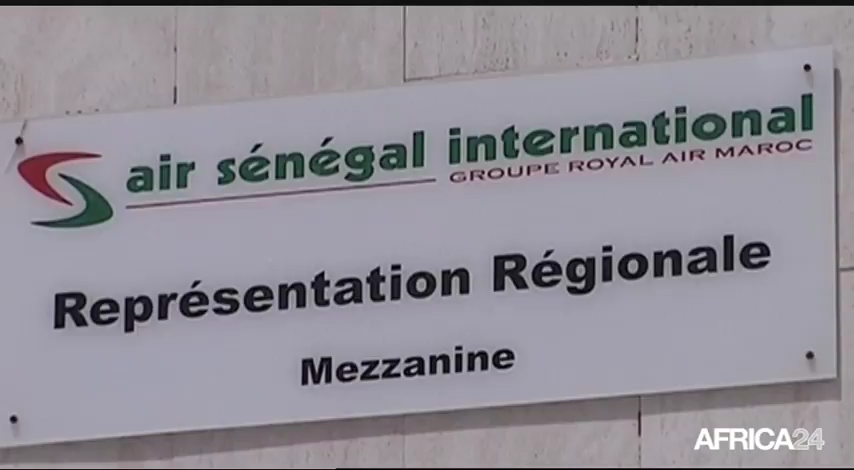 air sénégal international
GROUPE ROYAL AIR MAROC
Représentation Régionale
Mezzanine
AFRICA24